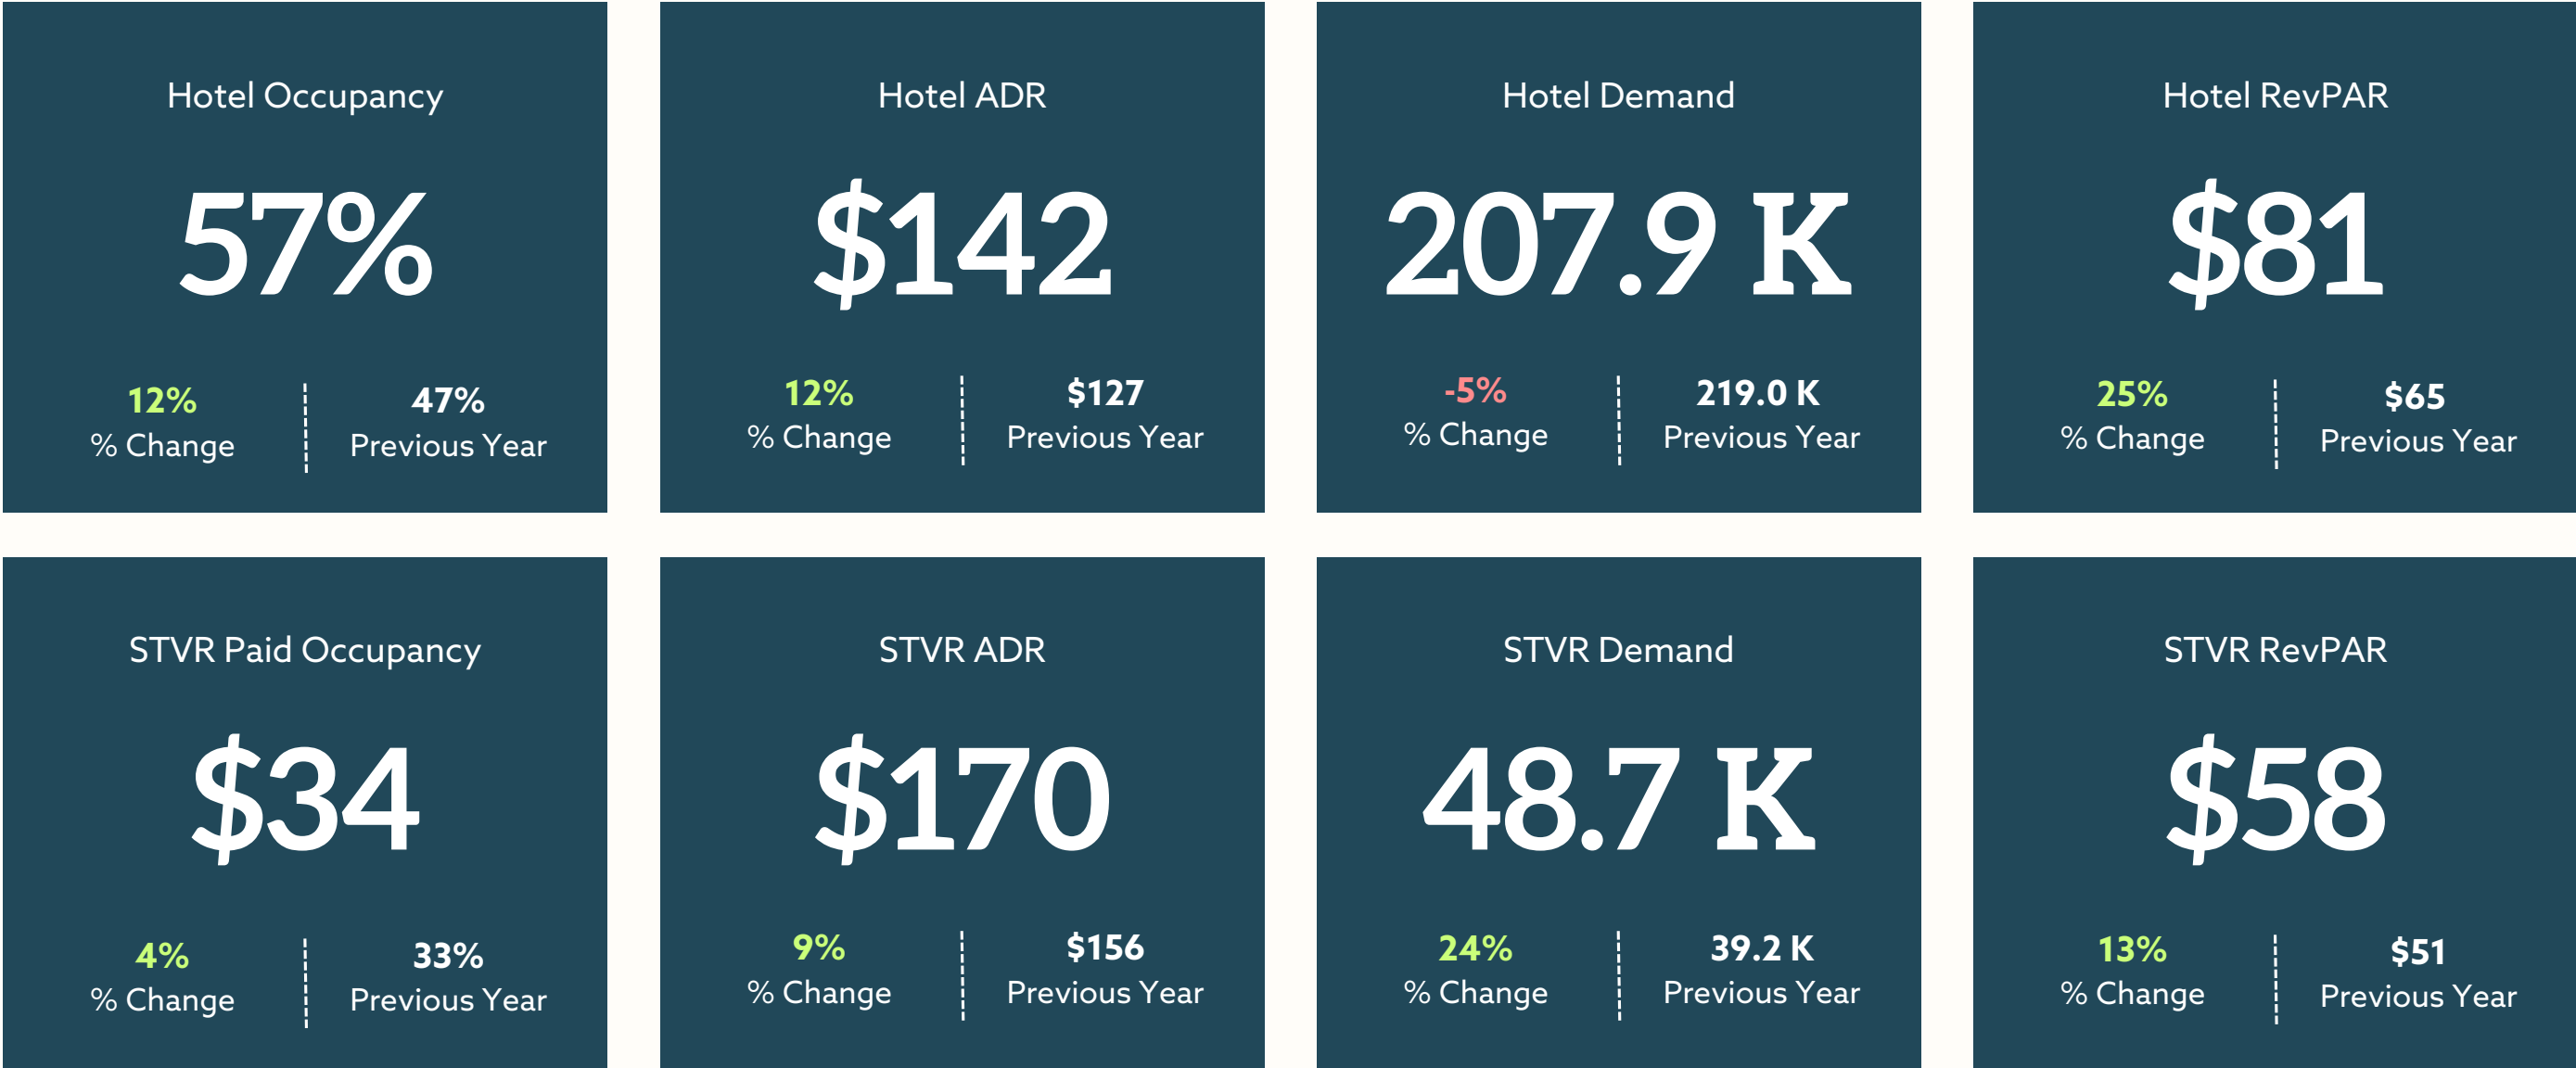 Hotel Occupancy
57%
12%
% Change
47%
Previous Year
Hotel ADR
$142
12%
% Change
$127
Previous Year
Hotel Demand
207.9 K
-5%
% Change
219.0 K
Previous Year
Hotel RevPAR
$81
25%
% Change
$65
Previous Year
STVR Paid Occupancy
$34
4%
% Change
33%
Previous Year
STVR ADR
$170
9%
% Change
$156
Previous Year
STVR Demand
48.7 K
24%
% Change
39.2 K
Previous Year
STVR RevPAR
$58
13%
% Change
$51
Previous Year